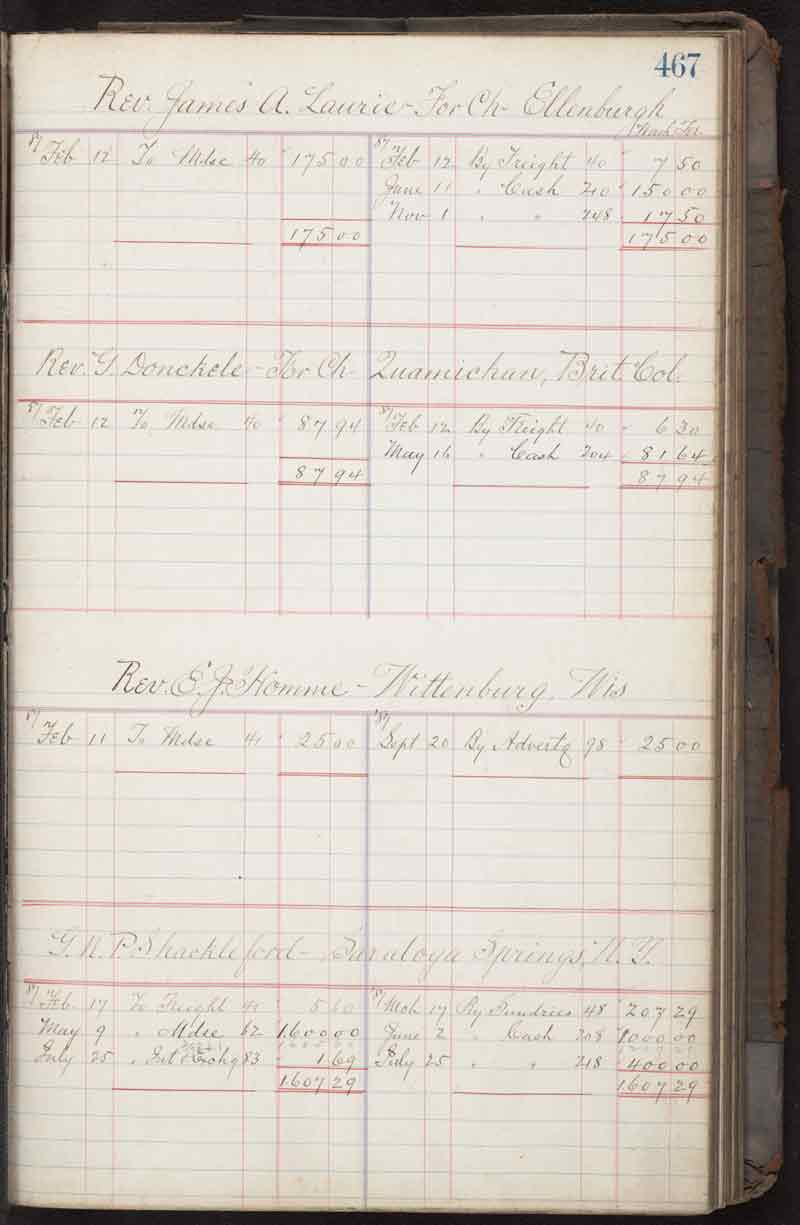 467
Rev. James A. Laurie - For Ch - Ellenburgh
Wash Ter.
87 Feb 12 To Mdse 40 175 00 87 Feb 12 By Freight 40 7 50
June 11 " Cash 210 150 00
Nov 1 " " 248 17 50
175 00 175 00
Rev. G Donckele - For Ch - Quamichan, Brit. Col.
87 Feb 12 To Mdse 40 87 94 87 Feb 12 By Freight 40 6 30
May 16 " Cash 204 81 64
87 94 87 94
Rev. E. J. Homme - Wittenburg, Wis
87 Feb 11 To Mdse 41 25 00 87 Sept 20 By Advertg 98 25 00
G. N. P. Shackleford - Saratoga Springs, N. Y.
87 Feb 17 To Freight 41 5 60 87 Mch 17 By Sundries 48 207 29
May 9 " Mdse 62 1600 00 June 2 " Cash 208 1000 00
July 25 " Int & Exchg 83 1 69 July 25 " " 218 400 00
1607 29 1607 29